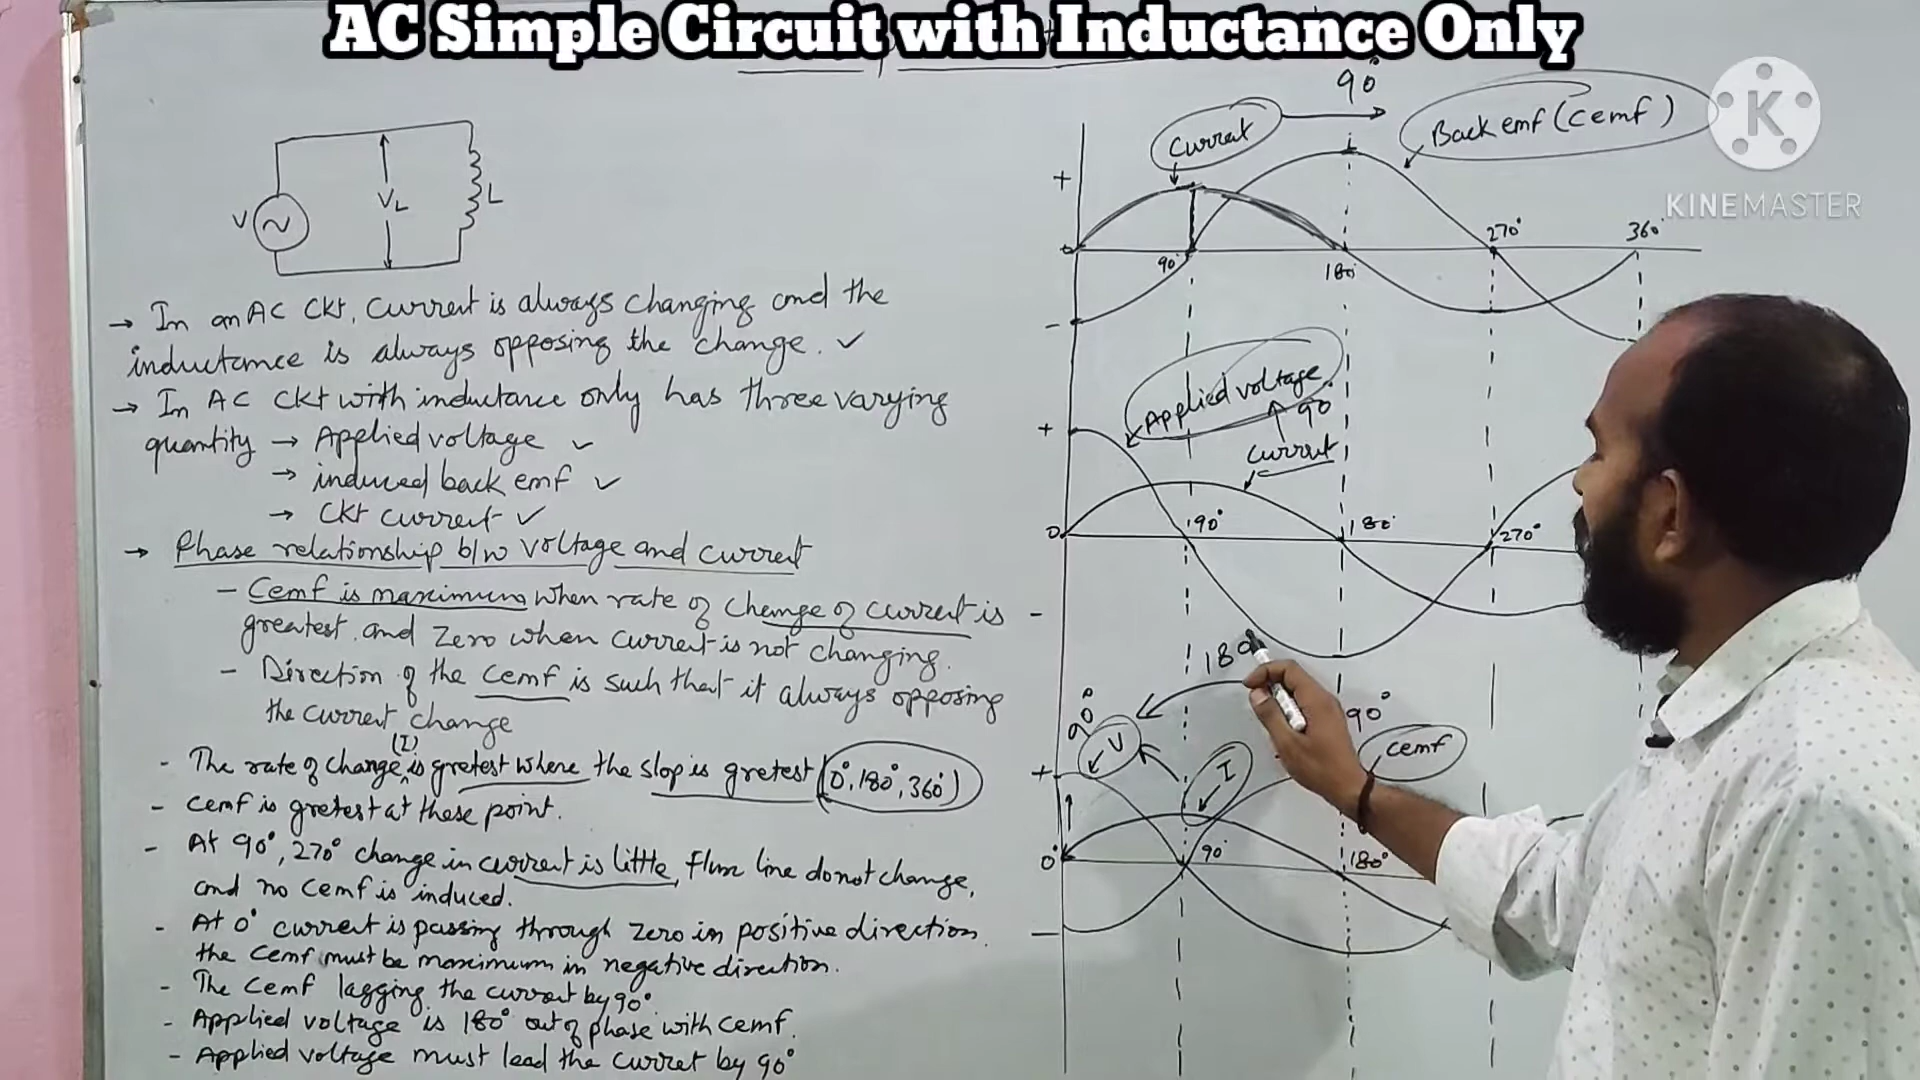 AC Simple Circuit with Inductance Only
KINEMASTER
V
VL
L
→ In an AC CKt, Current is always changing and the
inductance is always opposing the change. ✓
→ In AC CKt with inductance only has three varying
quantity → Applied voltage ✓
→ induced back emf ✓
→ CKt current ✓
→ Phase relationship b/w voltage and current
- Cemf is maximum when rate of change of current is
greatest. and zero when current is not changing.
- Direction of the cemf is such that it always opposing
the current change
(I)
- The rate of change is gretest where the slop is gretest (0°, 180°, 360°)
- Cemf is gretest at these point.
- At 90°, 270° change in current is little, flux line do not change,
and no Cemf is induced.
- At 0° current is passing through zero in positive direction.
the Cemf must be maximum in negative direction.
- The Cemf lagging the current by 90°
- Applied voltage is 180° out of phase with cemf.
- Applied voltage must lead the curret by 90°
90°
Current
Back emf (cemf)
+
0
90°
180°
270°
360°
-
Applied voltage
90
current
+
0
90°
180°
270°
-
180
90°
90°
V
I
cemf
+
0°
90°
180°
-